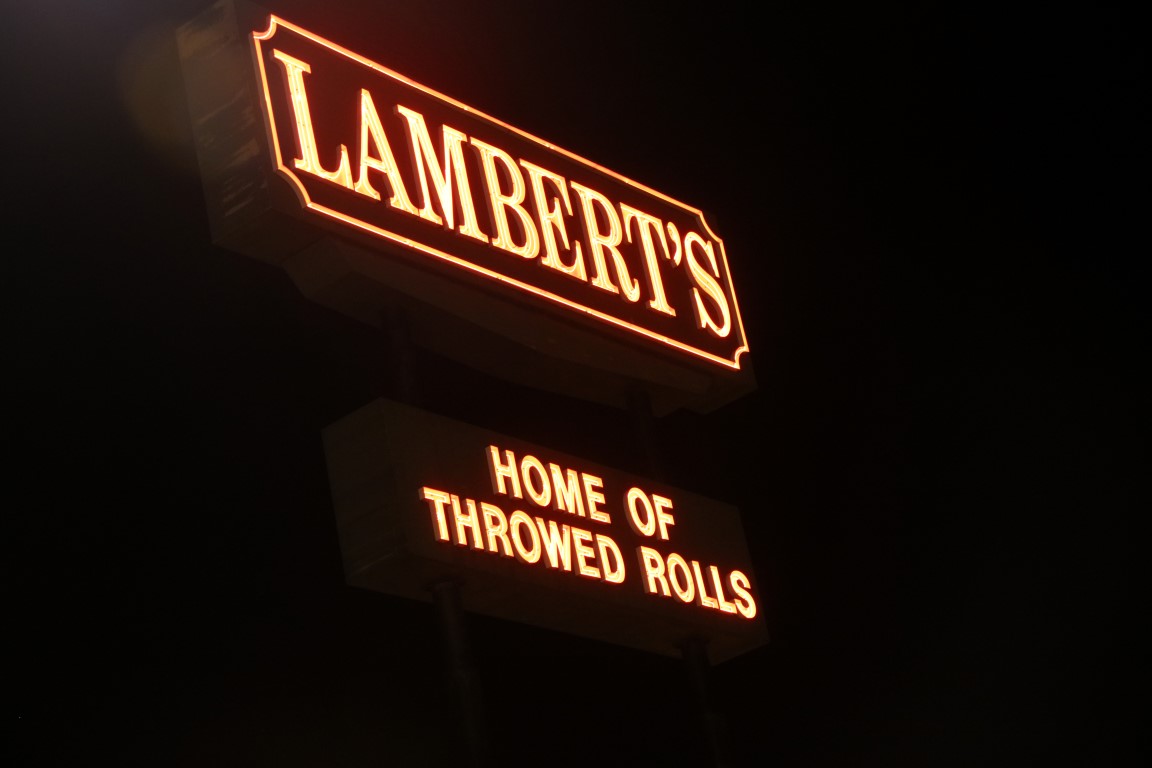 LAMBERT'S
HOME OF
THROWED ROLLS